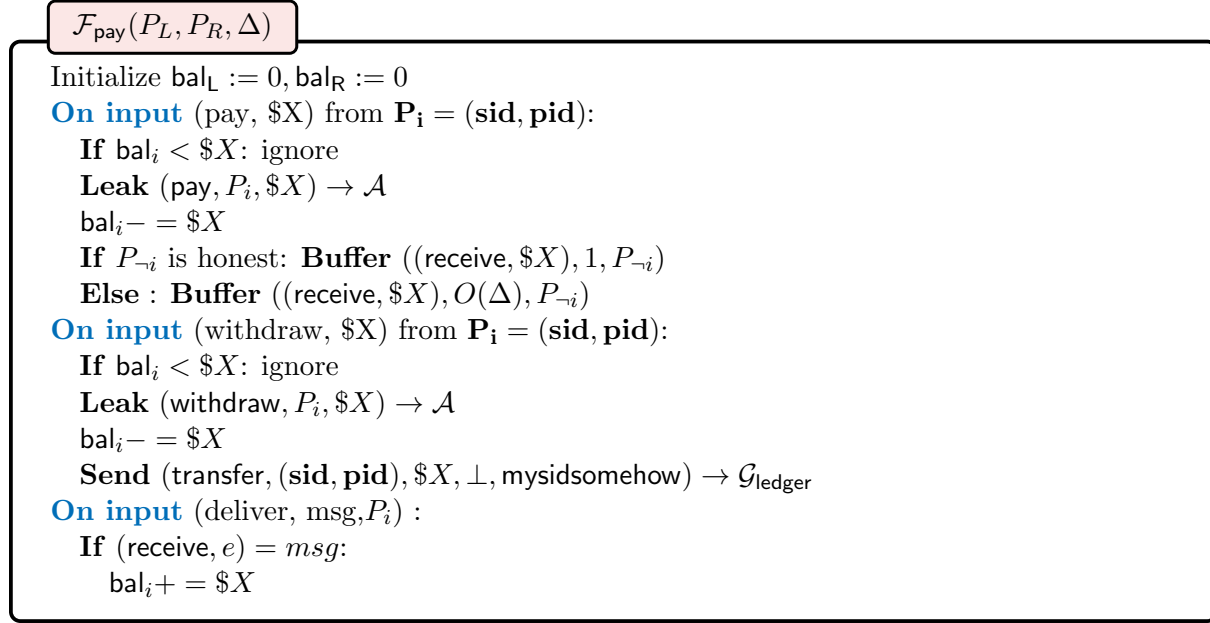 𝓕pay(P_L, P_R, Δ)
Initialize bal_L := 0, bal_R := 0
On input (pay, $X) from P_i = (sid, pid):
If bal_i < $X: ignore
Leak (pay, P_i, $X) → 𝒜
bal_i− = $X
If P_¬i is honest: Buffer ((receive, $X), 1, P_¬i)
Else : Buffer ((receive, $X), O(Δ), P_¬i)
On input (withdraw, $X) from P_i = (sid, pid):
If bal_i < $X: ignore
Leak (withdraw, P_i, $X) → 𝒜
bal_i− = $X
Send (transfer, (sid, pid), $X, ⊥, mysidsomehow) → 𝒢ledger
On input (deliver, msg,P_i) :
If (receive, e) = msg:
bal_i+ = $X